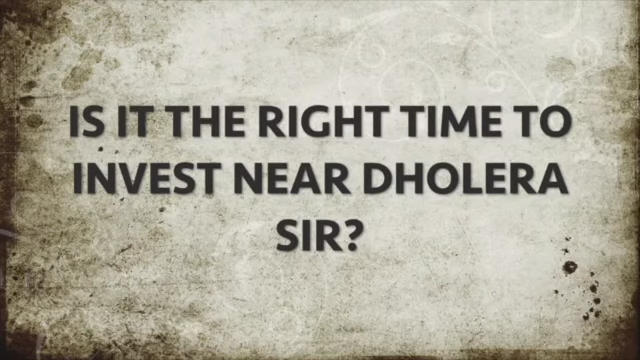 IS IT THE RIGHT TIME TO
INVEST NEAR DHOLERA
SIR?